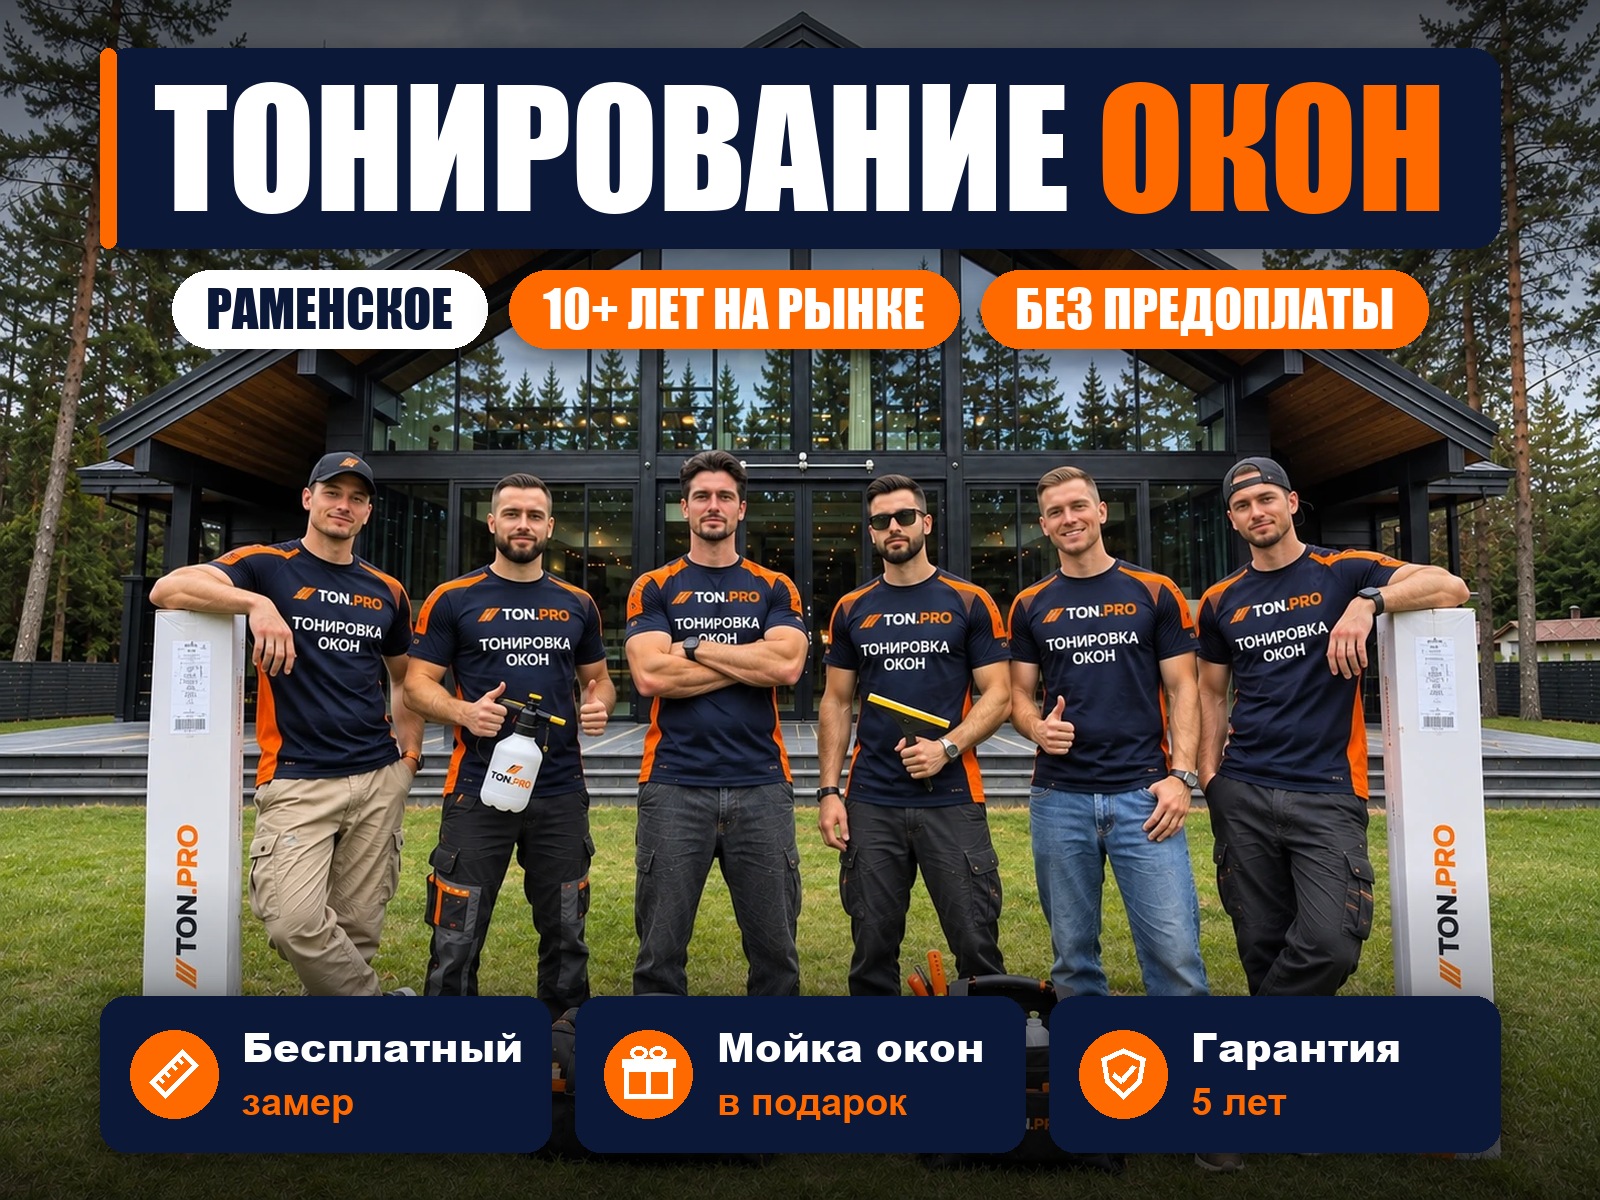 ТОНИРОВАНИЕ ОКОН
РАМЕНСКОЕ
10+ ЛЕТ НА РЫНКЕ
БЕЗ ПРЕДОПЛАТЫ
TON.PRO
ТОНИРОВКА
ОКОН
TON.PRO
ТОНИРОВКА
ОКОН
TON.PRO
ТОНИРОВКА
ОКОН
TON.PRO
ТОНИРОВКА
ОКОН
TON.PRO
ТОНИРОВКА
ОКОН
TON.PRO
ТОНИРОВКА
ОКОН
TON.PRO
TON.PRO
TON.PRO
Бесплатный
замер
Мойка окон
в подарок
Гарантия
5 лет